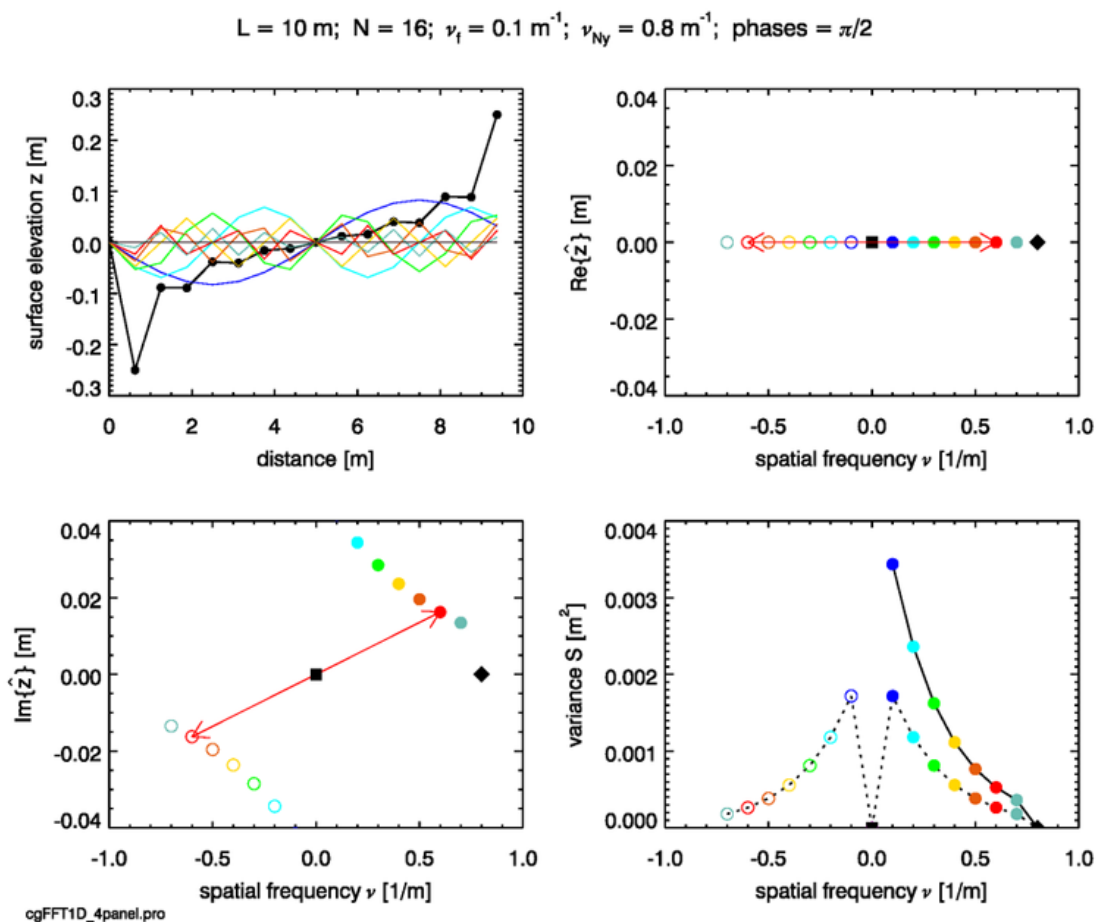 L = 10 m; N = 16; ν_f = 0.1 m⁻¹; ν_Ny = 0.8 m⁻¹; phases = π/2
0.3
0.2
0.1
0.0
-0.1
-0.2
-0.3
surface elevation z [m]
0 2 4 6 8 10
distance [m]
0.04
0.02
0.00
-0.02
-0.04
Re{ẑ} [m]
-1.0 -0.5 0.0 0.5 1.0
spatial frequency ν [1/m]
0.04
0.02
0.00
-0.02
-0.04
Im{ẑ} [m]
-1.0 -0.5 0.0 0.5 1.0
spatial frequency ν [1/m]
0.004
0.003
0.002
0.001
0.000
variance S [m²]
-1.0 -0.5 0.0 0.5 1.0
spatial frequency ν [1/m]
cgFFT1D_4panel.pro